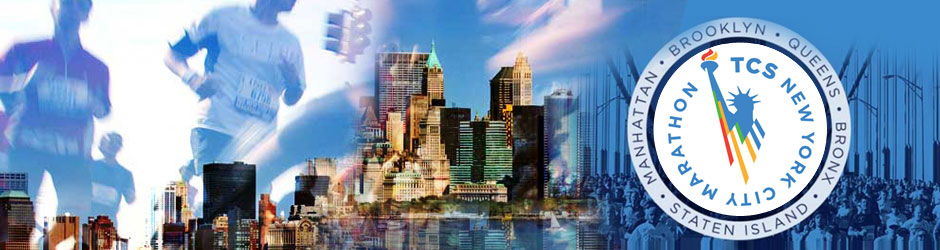 MANHATTAN • BROOKLYN • QUEENS • BRONX • STATEN ISLAND •
TCS NEW YORK CITY MARATHON